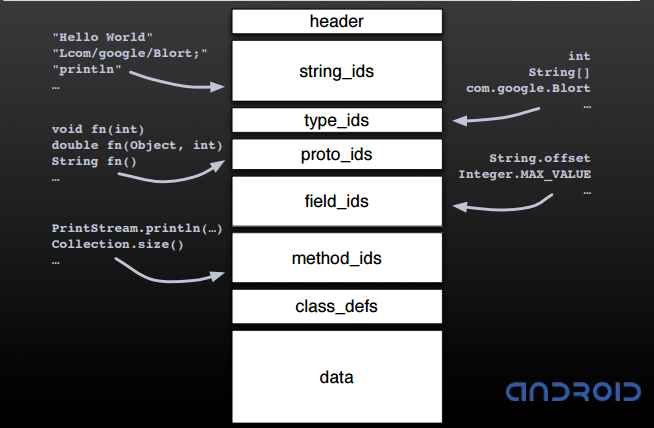 header
"Hello World"
"Lcom/google/Blort;"
"println"
…
string_ids
int
String[]
com.google.Blort
…
type_ids
void fn(int)
double fn(Object, int)
String fn()
…
proto_ids
String.offset
Integer.MAX_VALUE
…
field_ids
PrintStream.println(…)
Collection.size()
…
method_ids
class_defs
data
ANDROID